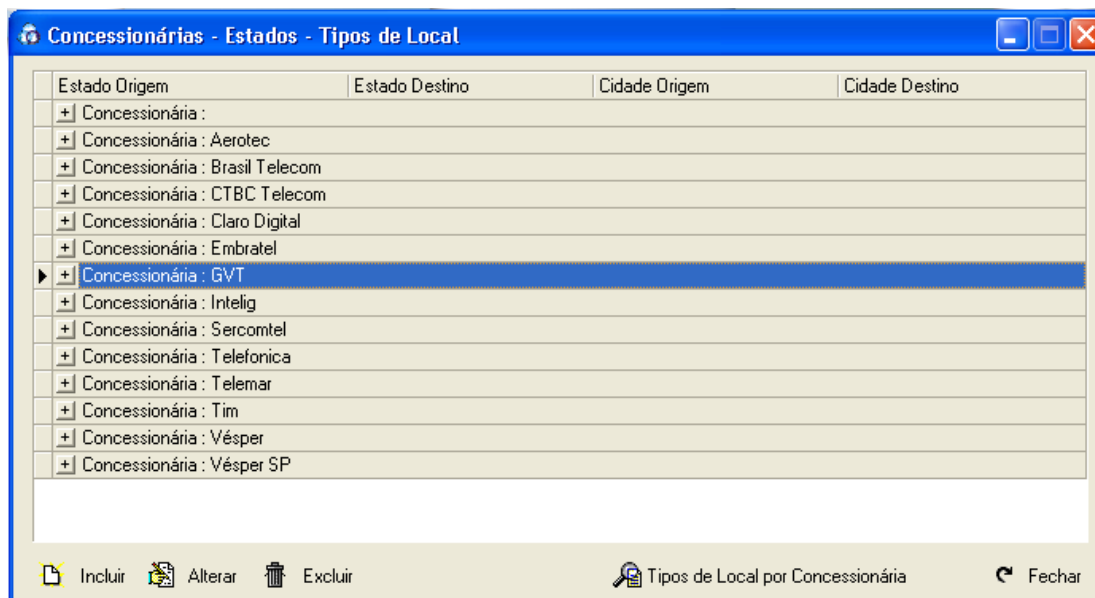 Concessionárias - Estados - Tipos de Local
Estado Origem Estado Destino Cidade Origem Cidade Destino
Concessionária :
Concessionária : Aerotec
Concessionária : Brasil Telecom
Concessionária : CTBC Telecom
Concessionária : Claro Digital
Concessionária : Embratel
Concessionária : GVT
Concessionária : Intelig
Concessionária : Sercomtel
Concessionária : Telefonica
Concessionária : Telemar
Concessionária : Tim
Concessionária : Vésper
Concessionária : Vésper SP
Incluir Alterar Excluir Tipos de Local por Concessionária Fechar